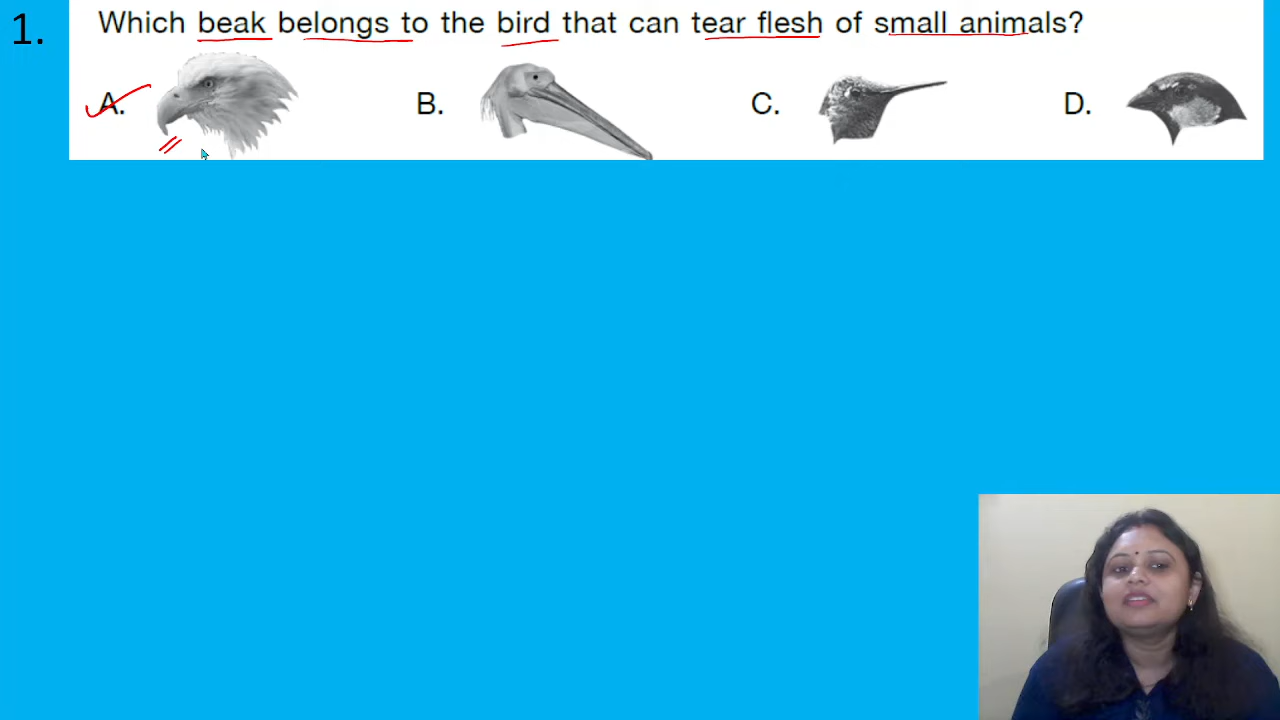 1. Which beak belongs to the bird that can tear flesh of small animals?
A. B. C. D.